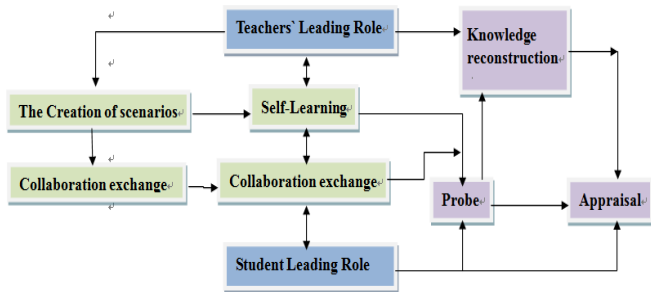 Teachers` Leading Role
Knowledge
reconstruction
The Creation of scenarios
Self-Learning
Collaboration exchange
Collaboration exchange
Probe
Appraisal
Student Leading Role